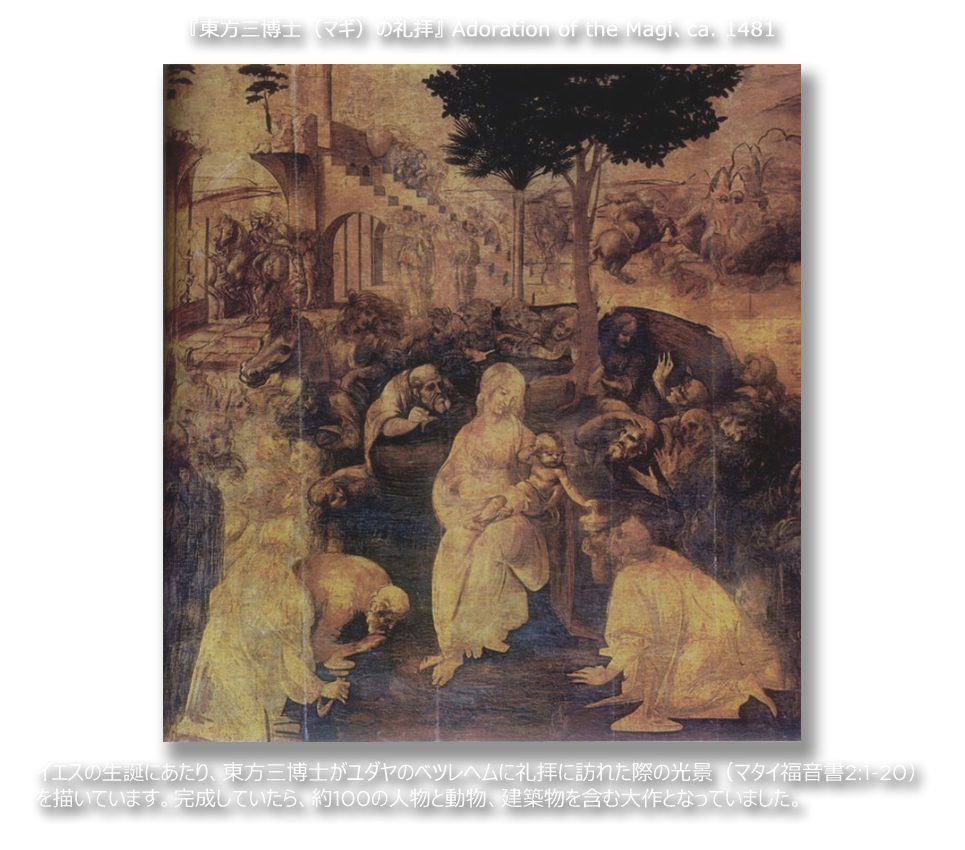 『東方三博士（マギ）の礼拝』 Adoration of the Magi、ca. 1481
イエスの生誕にあたり、東方三博士がユダヤのベツレヘムに礼拝に訪れた際の光景（マタイ福音書2:1-20）
を描いています。完成していたら、約100の人物と動物、建築物を含む大作となっていました。